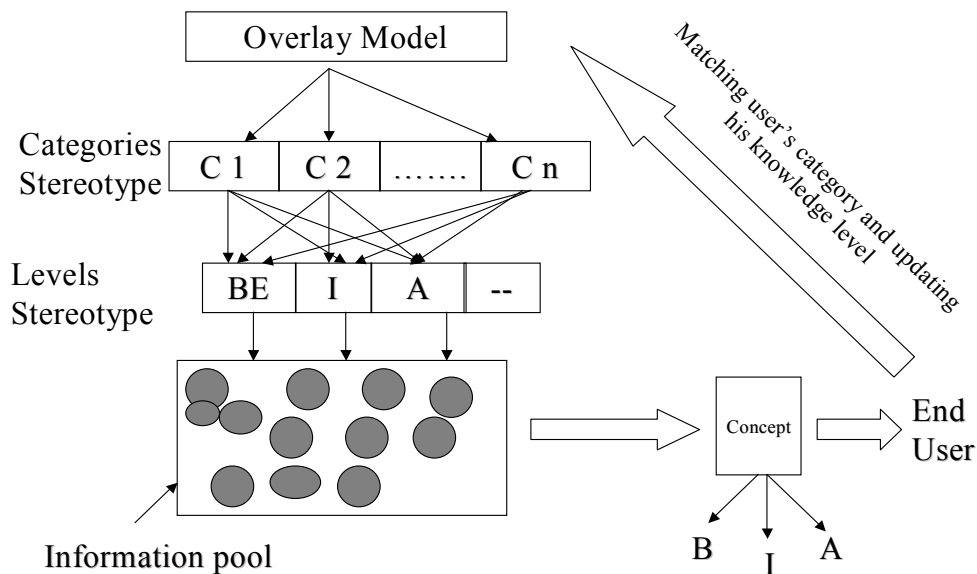 Overlay Model
Matching user's category and updating
his knowledge level
Categories
Stereotype
C 1 C 2 ……. C n
Levels
Stereotype
BE I A --
Concept
End
User
B I A
Information pool